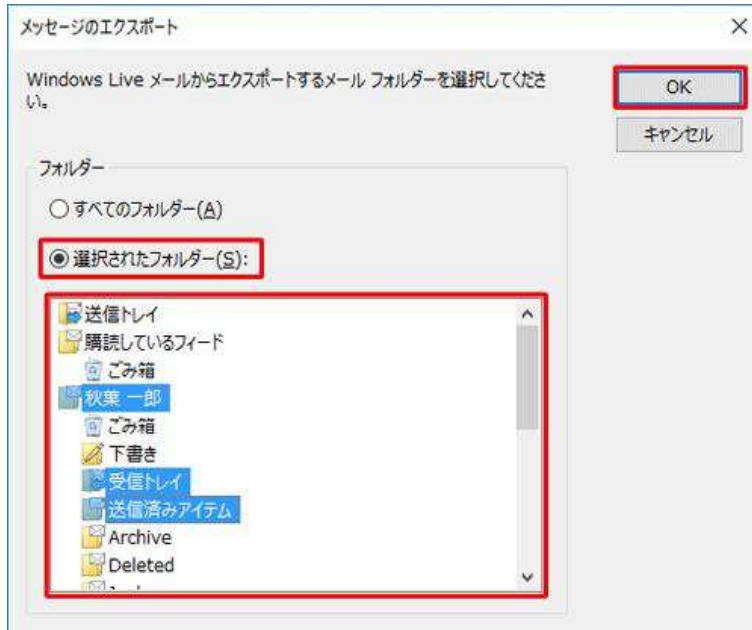 メッセージのエクスポート
Windows Live メールからエクスポートするメール フォルダーを選択してくださ
い。
OK
キャンセル
フォルダー
すべてのフォルダー(A)
選択されたフォルダー(S):
送信トレイ
購読しているフィード
ごみ箱
秋葉 一郎
ごみ箱
下書き
受信トレイ
送信済みアイテム
Archive
Deleted